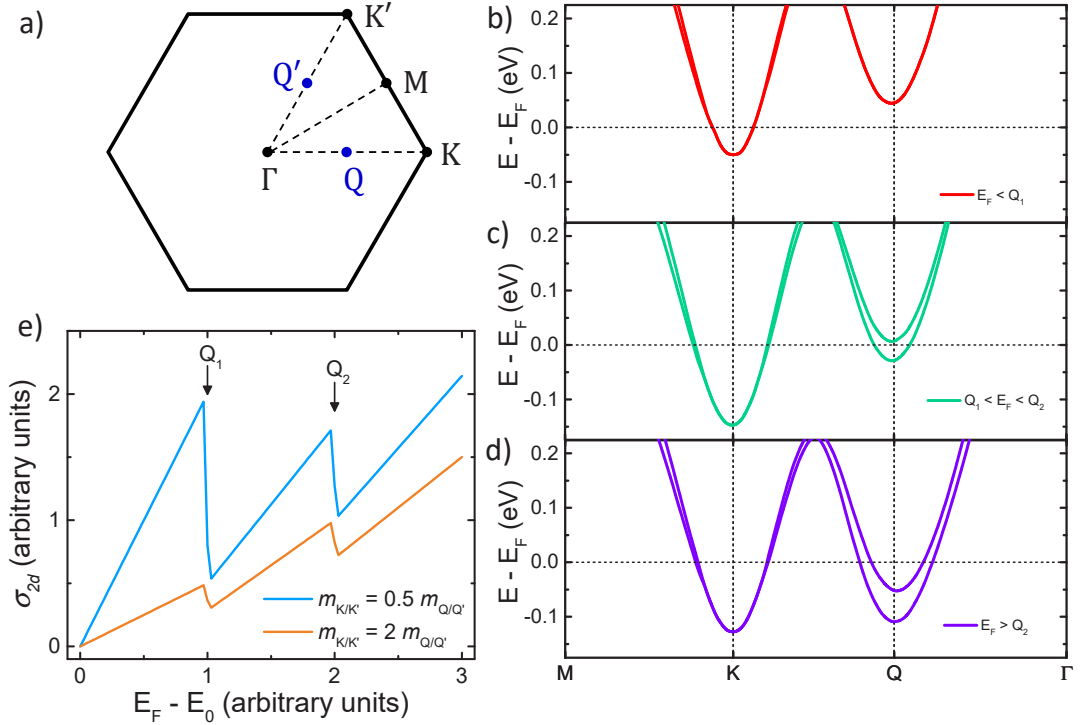 a)
K′
Q′
M
Γ
Q
K
b)
E - E_F (eV)
0.2
0.1
0.0
-0.1
E_F < Q_1
c)
E - E_F (eV)
0.2
0.1
0.0
-0.1
Q_1 < E_F < Q_2
d)
E - E_F (eV)
0.2
0.1
0.0
-0.1
E_F > Q_2
M
K
Q
Γ
e)
σ_2d (arbitrary units)
2
1
0
Q_1
Q_2
m_K/K' = 0.5 m_Q/Q'
m_K/K' = 2 m_Q/Q'
0
1
2
3
E_F - E_0 (arbitrary units)